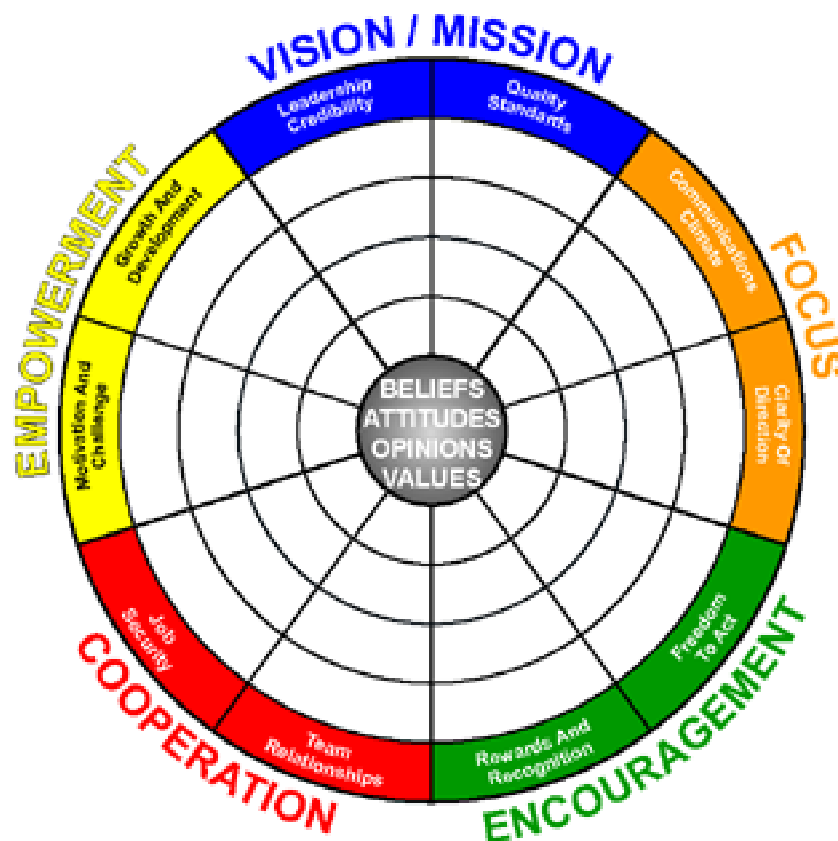 VISION / MISSION
Leadership
Credibility
Quality
Standards
Communications
Climate
FOCUS
Clarity Of
Direction
Freedom
To Act
ENCOURAGEMENT
Rewards And
Recognition
Team
Relationships
COOPERATION
Job
Security
Motivation And
Challenge
EMPOWERMENT
Growth And
Development
BELIEFS
ATTITUDES
OPINIONS
VALUES